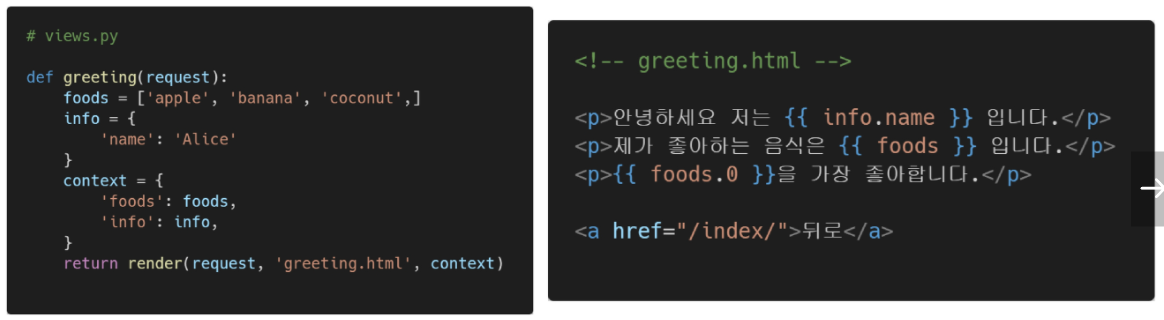 # views.py
def greeting(request):
    foods = ['apple', 'banana', 'coconut',]
    info = {
        'name': 'Alice'
    }
    context = {
        'foods': foods,
        'info': info,
    }
    return render(request, 'greeting.html', context)
<!-- greeting.html -->
<p>안녕하세요 저는 {{ info.name }} 입니다.</p>
<p>제가 좋아하는 음식은 {{ foods }} 입니다.</p>
<p>{{ foods.0 }}을 가장 좋아합니다.</p>
<a href="/index/">뒤로</a>